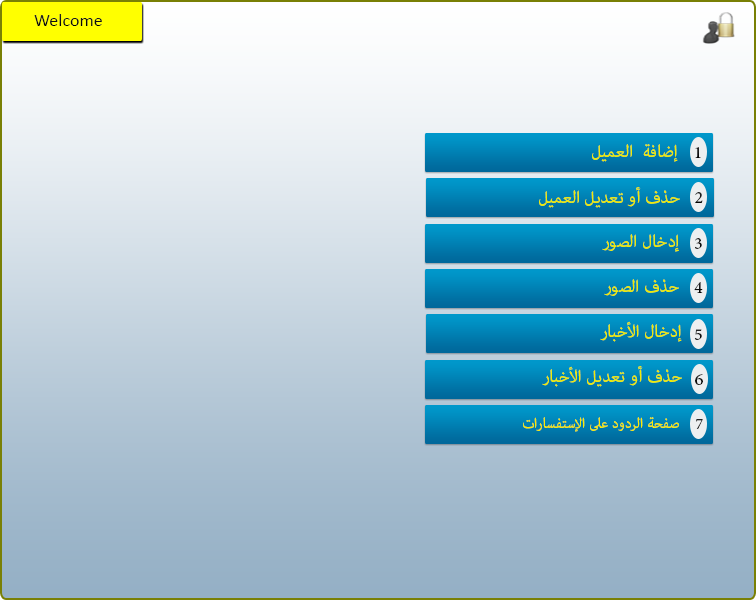 Welcome
1 إضافة العميل
2 حذف أو تعديل العميل
3 إدخال الصور
4 حذف الصور
5 إدخال الأخبار
6 حذف أو تعديل الأخبار
7 صفحة الردود على الإستفسارات